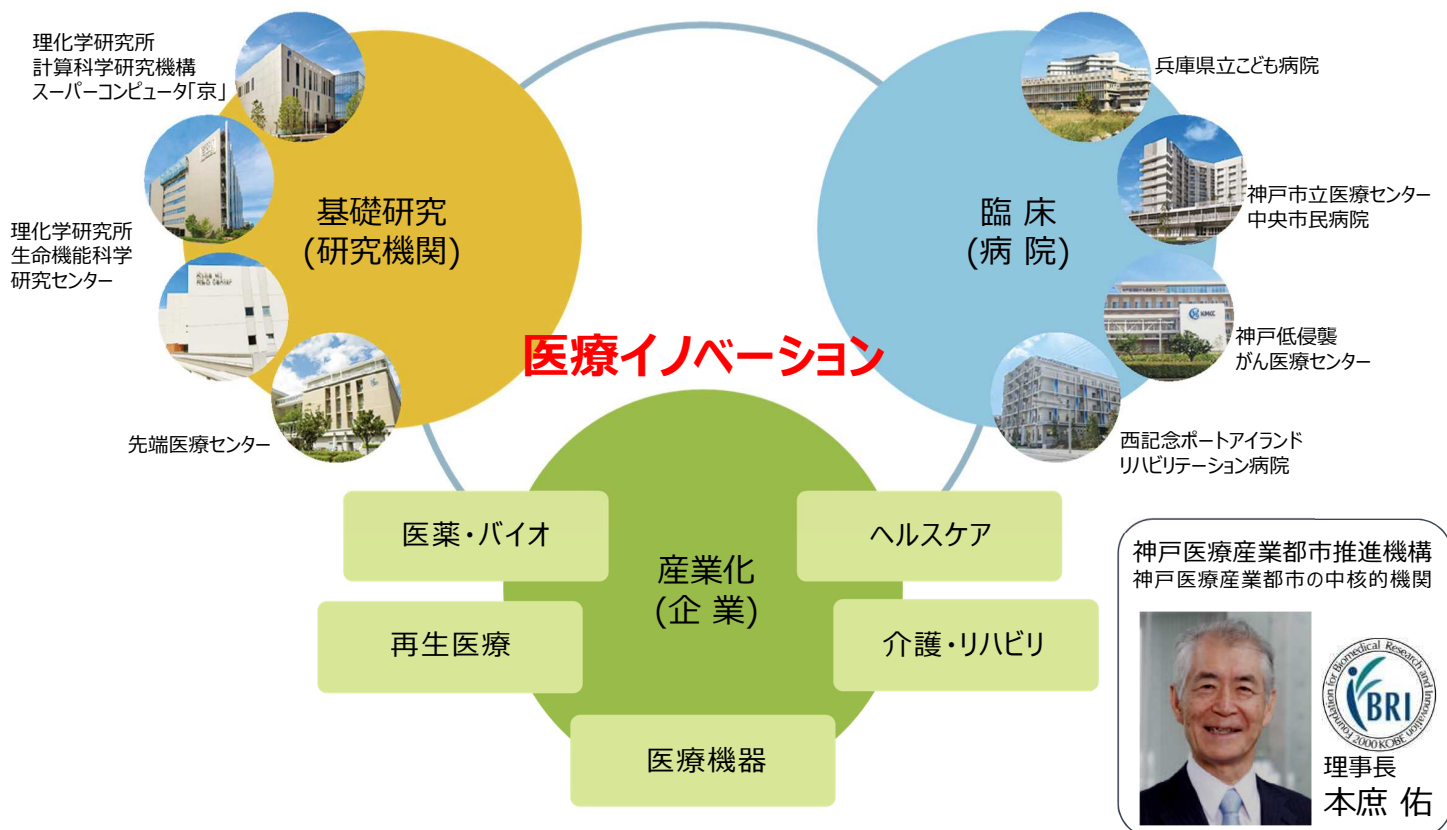 理化学研究所
計算科学研究機構
スーパーコンピュータ「京」
理化学研究所
生命機能科学
研究センター
先端医療センター
基礎研究
(研究機関)
臨 床
(病 院)
兵庫県立こども病院
神戸市立医療センター
中央市民病院
KMCC
神戸低侵襲
がん医療センター
西記念ポートアイランド
リハビリテーション病院
医療イノベーション
医薬・バイオ
ヘルスケア
産業化
(企 業)
再生医療
介護・リハビリ
医療機器
神戸医療産業都市推進機構
神戸医療産業都市の中核的機関
Foundation for Biomedical Research and Innovation
BRI
2000 KOBE
理事長
本庶 佑